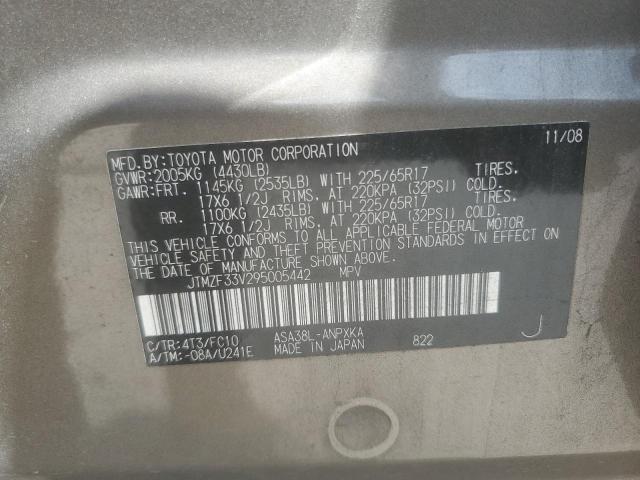 MFD. BY: TOYOTA MOTOR CORPORATION 11/08
GVWR: 2005KG (4430LB)
GAWR: FRT. 1145KG (2535LB) WITH 225/65R17 TIRES.
17X6 1/2J RIMS. AT 220KPA (32PSI) COLD.
RR. 1100KG (2435LB) WITH 225/65R17 TIRES.
17X6 1/2J RIMS. AT 220KPA (32PSI) COLD.
THIS VEHICLE CONFORMS TO ALL APPLICABLE FEDERAL MOTOR
VEHICLE SAFETY AND THEFT PREVENTION STANDARDS IN EFFECT ON
THE DATE OF MANUFACTURE SHOWN ABOVE.
JTMZF33V295005442 MPV
C/TR: 4T3/FC10 ASA38L-ANPXKA
A/TM: -08A/U241E MADE IN JAPAN 822 J